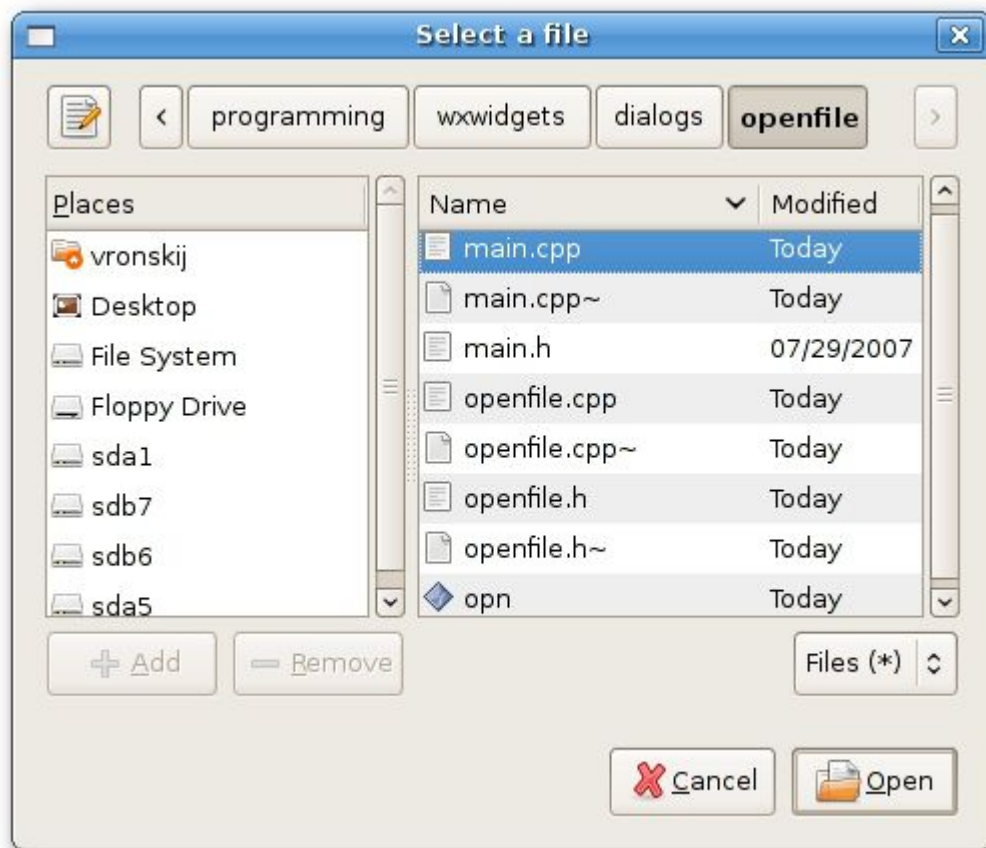 Select a file
< programming wxwidgets dialogs openfile >
Places
vronskij
Desktop
File System
Floppy Drive
sda1
sdb7
sdb6
sda5
Name Modified
main.cpp Today
main.cpp~ Today
main.h 07/29/2007
openfile.cpp Today
openfile.cpp~ Today
openfile.h Today
openfile.h~ Today
opn Today
Add Remove Files (*)
Cancel Open